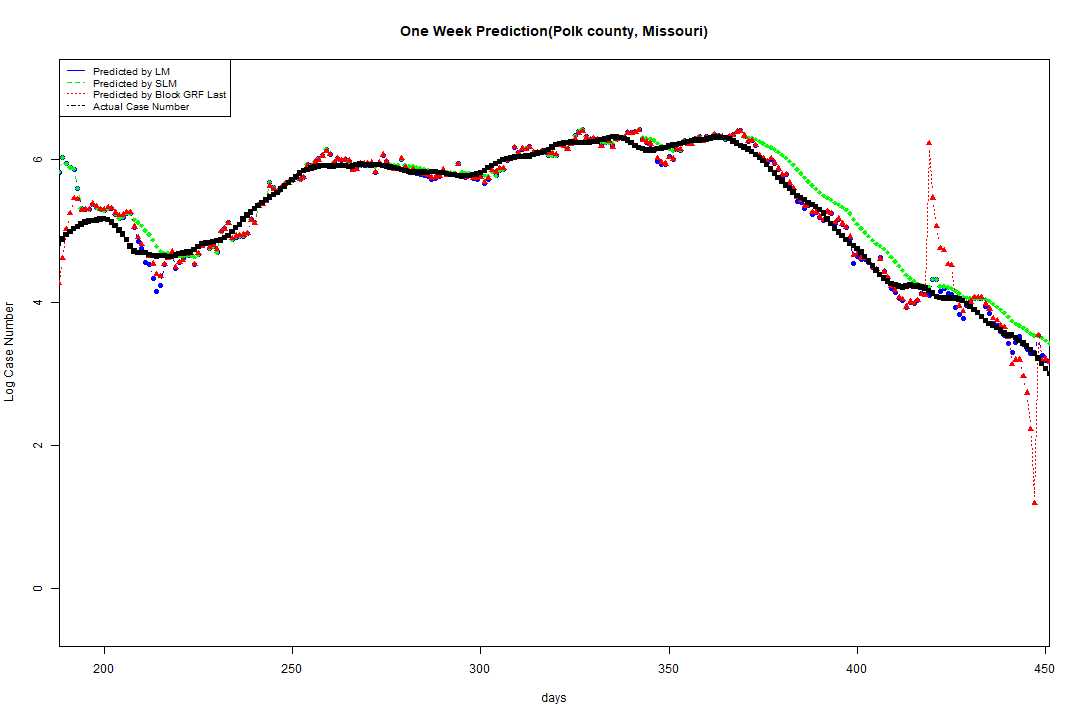 One Week Prediction(Polk county, Missouri)
Predicted by LM
Predicted by SLM
Predicted by Block GRF Last
Actual Case Number
Log Case Number
6
4
2
0
200 250 300 350 400 450
days